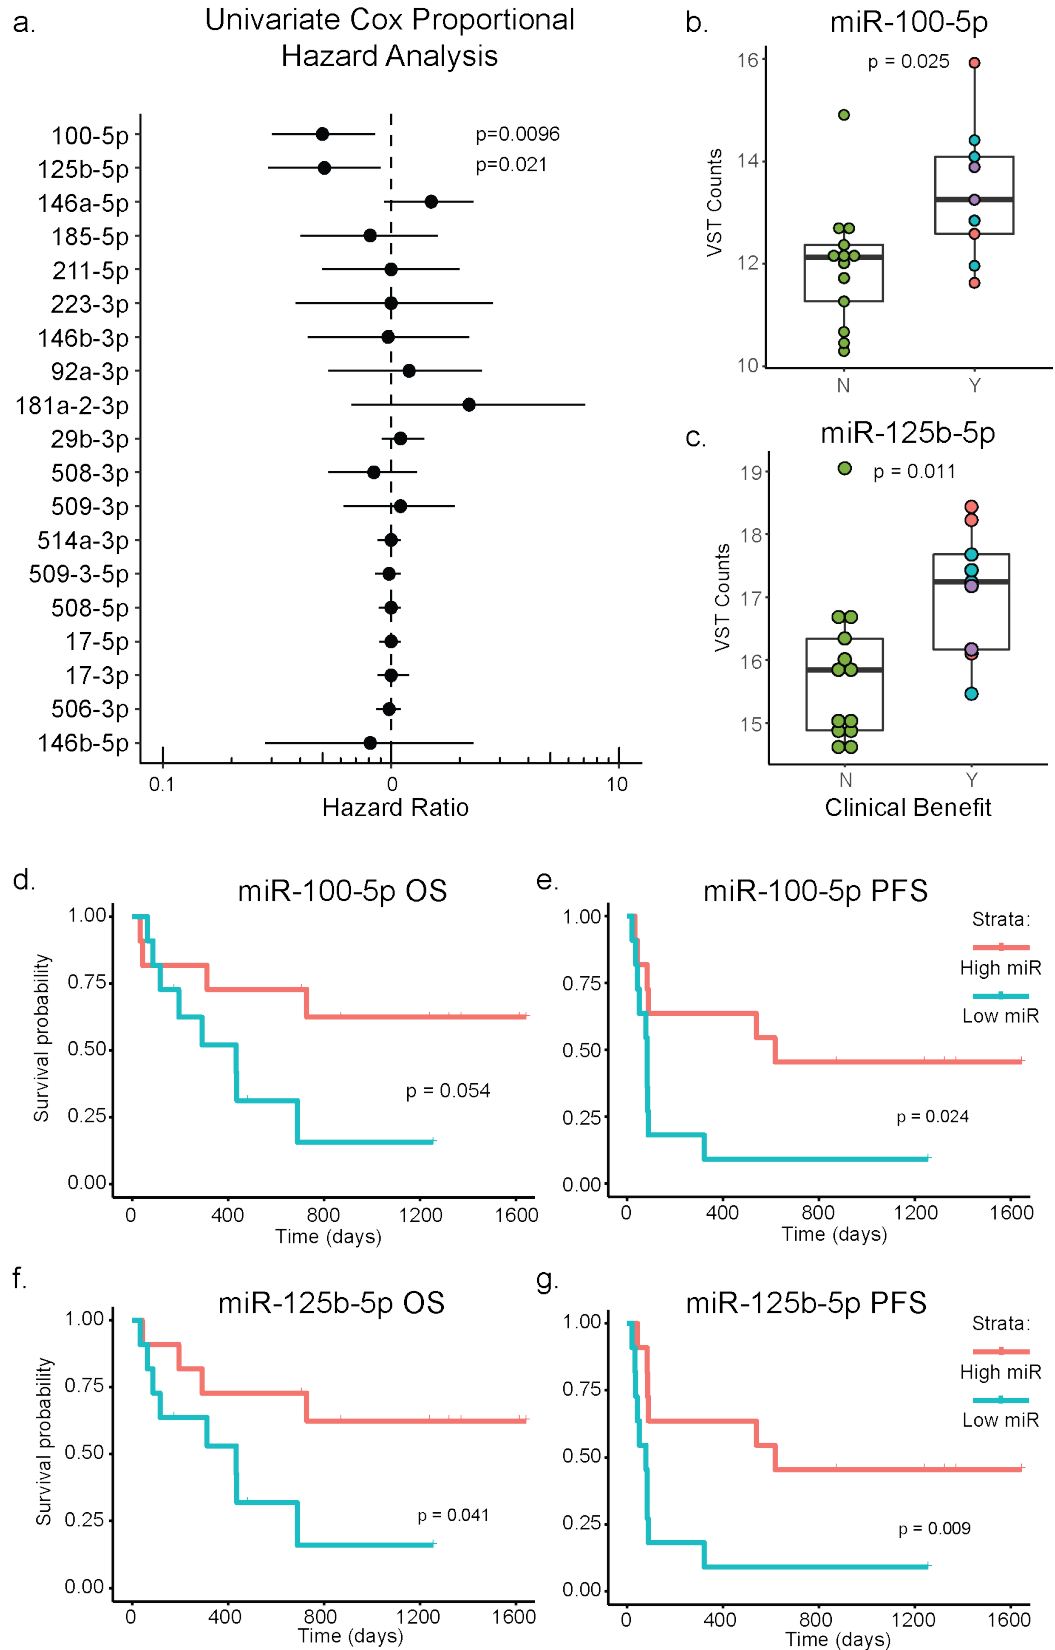 a.
Univariate Cox Proportional
Hazard Analysis
100-5p
p=0.0096
125b-5p
p=0.021
146a-5p
185-5p
211-5p
223-3p
146b-3p
92a-3p
181a-2-3p
29b-3p
508-3p
509-3p
514a-3p
509-3-5p
508-5p
17-5p
17-3p
506-3p
146b-5p
0.1
0
10
Hazard Ratio
b.
miR-100-5p
p = 0.025
VST Counts
16
14
12
10
N
Y
c.
miR-125b-5p
p = 0.011
VST Counts
19
18
17
16
15
N
Y
Clinical Benefit
d.
miR-100-5p OS
Survival probability
1.00
0.75
0.50
0.25
0.00
p = 0.054
0
400
800
1200
1600
Time (days)
e.
miR-100-5p PFS
1.00
0.75
0.50
0.25
0.00
Strata:
High miR
Low miR
p = 0.024
0
400
800
1200
1600
Time (days)
f.
miR-125b-5p OS
Survival probability
1.00
0.75
0.50
0.25
0.00
p = 0.041
0
400
800
1200
1600
Time (days)
g.
miR-125b-5p PFS
1.00
0.75
0.50
0.25
0.00
Strata:
High miR
Low miR
p = 0.009
0
400
800
1200
1600
Time (days)